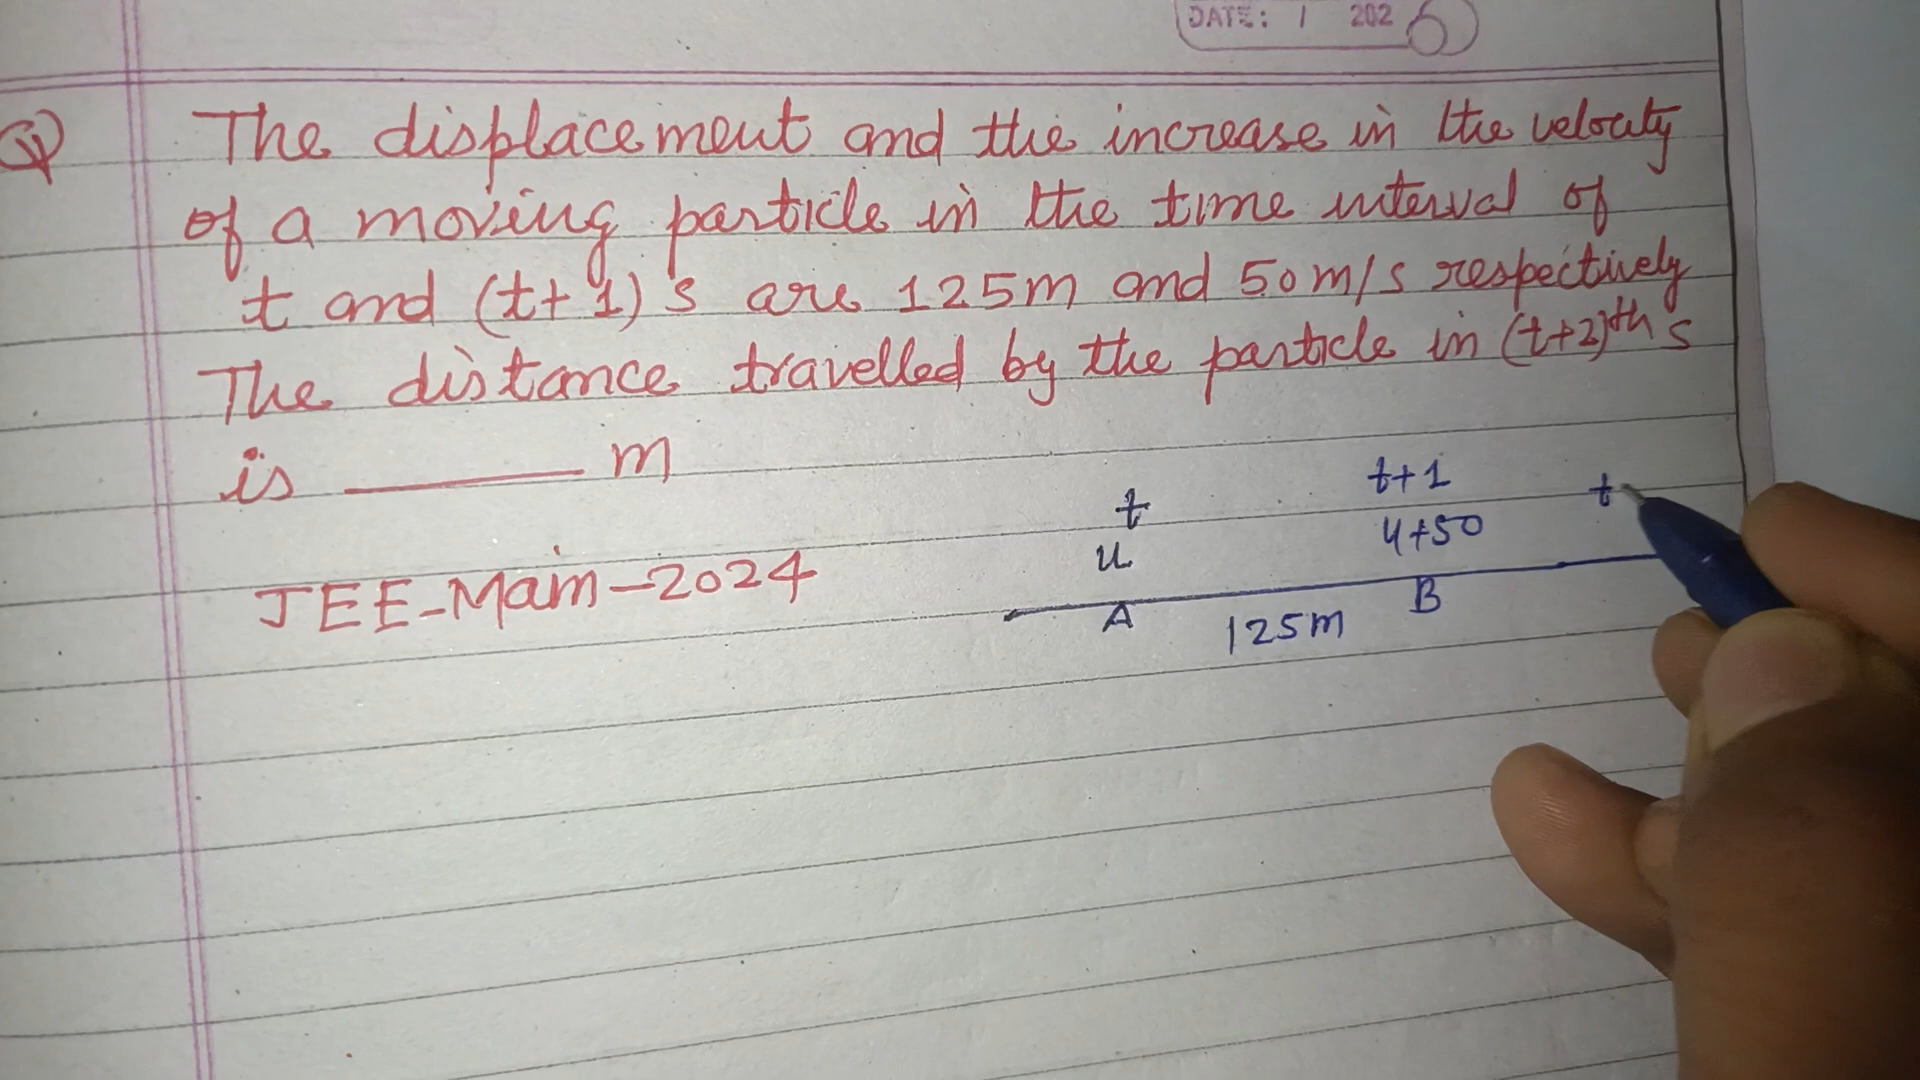 DATE: / 2025
Q
The displacement and the increase in the velocity
of a moving particle in the time interval of
t and (t+1)s are 125m and 50m/s respectively
The distance travelled by the particle in (t+2)th s
is ______ m
JEE-Main-2024
t t+1 t
u u+50
A 125m B